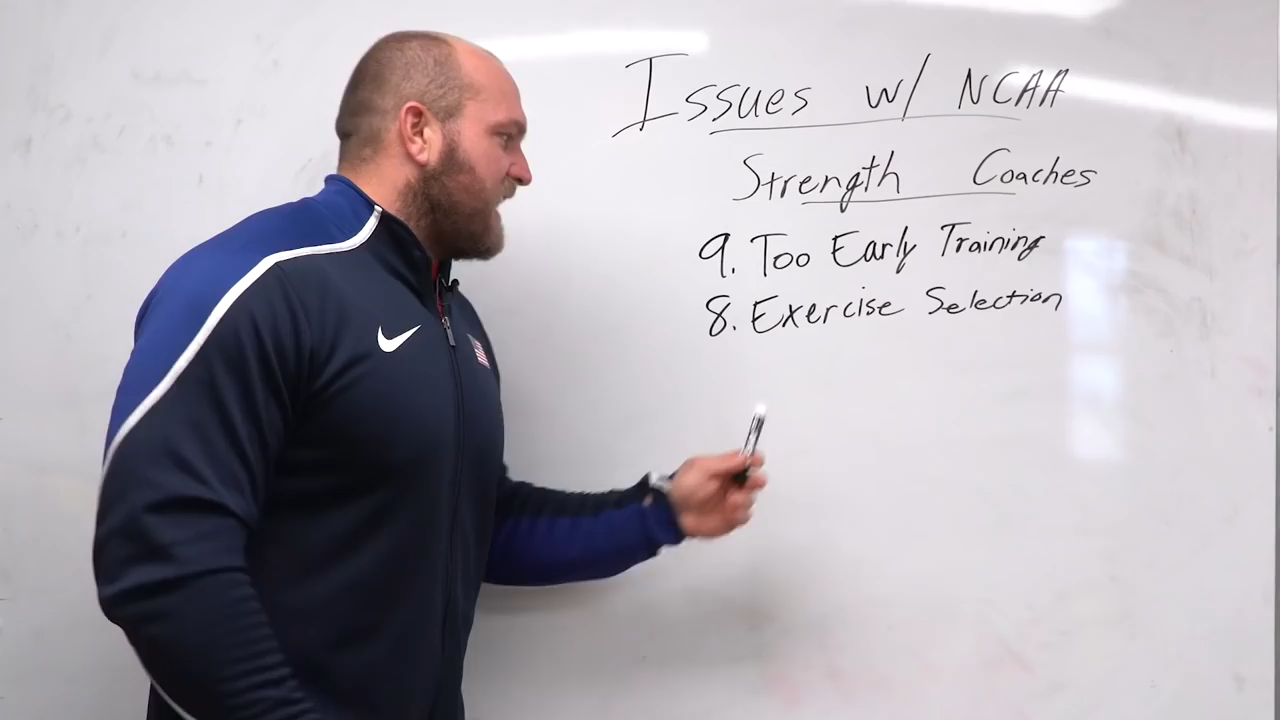 Issues w/ NCAA
Strength Coaches
9. Too Early Training
8. Exercise Selection